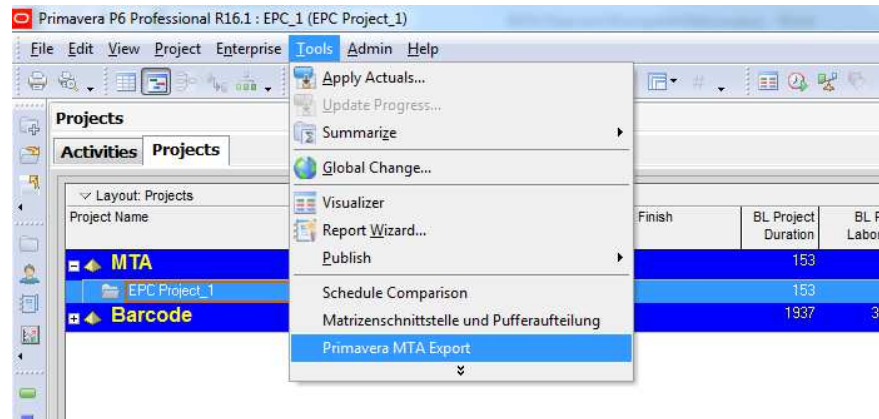 Primavera P6 Professional R16.1 : EPC_1 (EPC Project_1)
File Edit View Project Enterprise Tools Admin Help
Apply Actuals...
Update Progress...
Summarize
Global Change...
Visualizer
Report Wizard...
Publish
Schedule Comparison
Matrizenschnittstelle und Pufferaufteilung
Primavera MTA Export
Projects
Activities Projects
Layout: Projects
Project Name Finish BL Project Duration BL
MTA 153
EPC Project_1 153
Barcode 1937 3